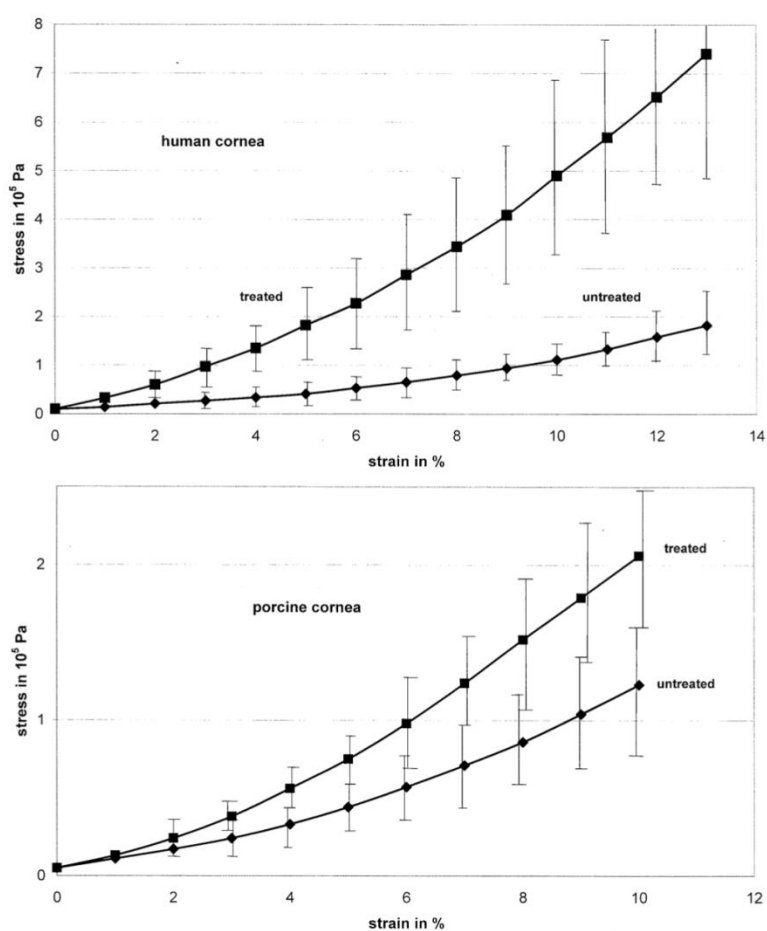 8
7
6
5
4
3
2
1
0
stress in 10⁵ Pa
human cornea
treated
untreated
0 2 4 6 8 10 12 14
strain in %
2
1
0
stress in 10⁵ Pa
porcine cornea
treated
untreated
0 2 4 6 8 10 12
strain in %